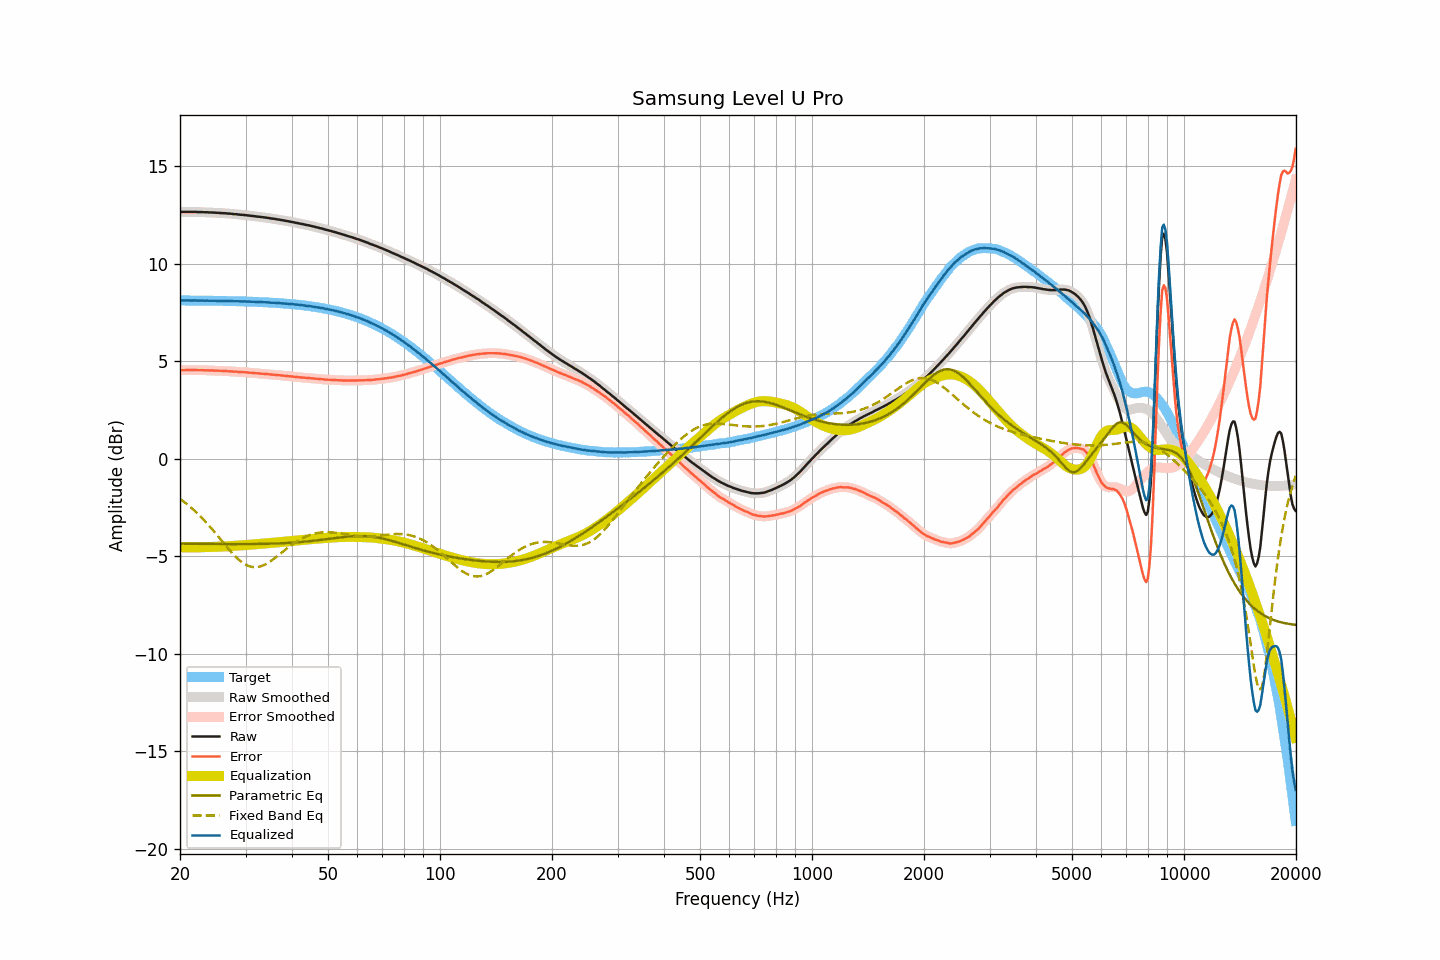 Samsung Level U Pro
Amplitude (dBr)
15
10
5
0
−5
−10
−15
−20
Target
Raw Smoothed
Error Smoothed
Raw
Error
Equalization
Parametric Eq
Fixed Band Eq
Equalized
20 50 100 200 500 1000 2000 5000 10000 20000
Frequency (Hz)